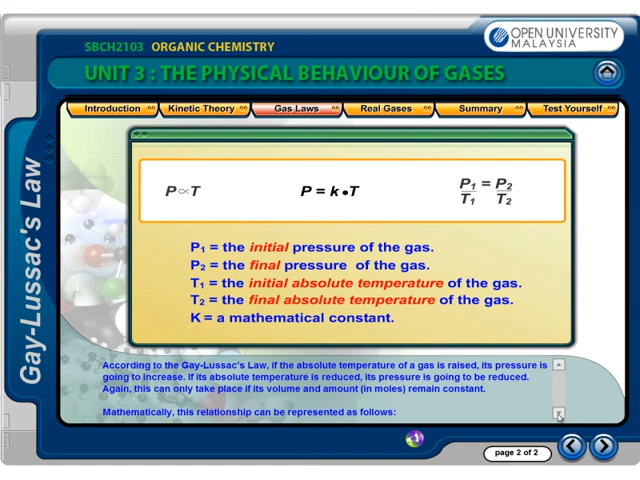 OPEN UNIVERSITY
MALAYSIA
SBCH2103 ORGANIC CHEMISTRY
UNIT 3 : THE PHYSICAL BEHAVIOUR OF GASES
Introduction
Kinetic Theory
Gas Laws
Real Gases
Summary
Test Yourself
Gay-Lussac's Law
P∝T
P = k•T
P1 = P2
T1 T2
P1 = the initial pressure of the gas.
P2 = the final pressure of the gas.
T1 = the initial absolute temperature of the gas.
T2 = the final absolute temperature of the gas.
K = a mathematical constant.
According to the Gay-Lussac's Law, if the absolute temperature of a gas is raised, its pressure is
going to increase. If its absolute temperature is reduced, its pressure is going to be reduced.
Again, this can only take place if its volume and amount (in moles) remain constant.
Mathematically, this relationship can be represented as follows:
page 2 of 2